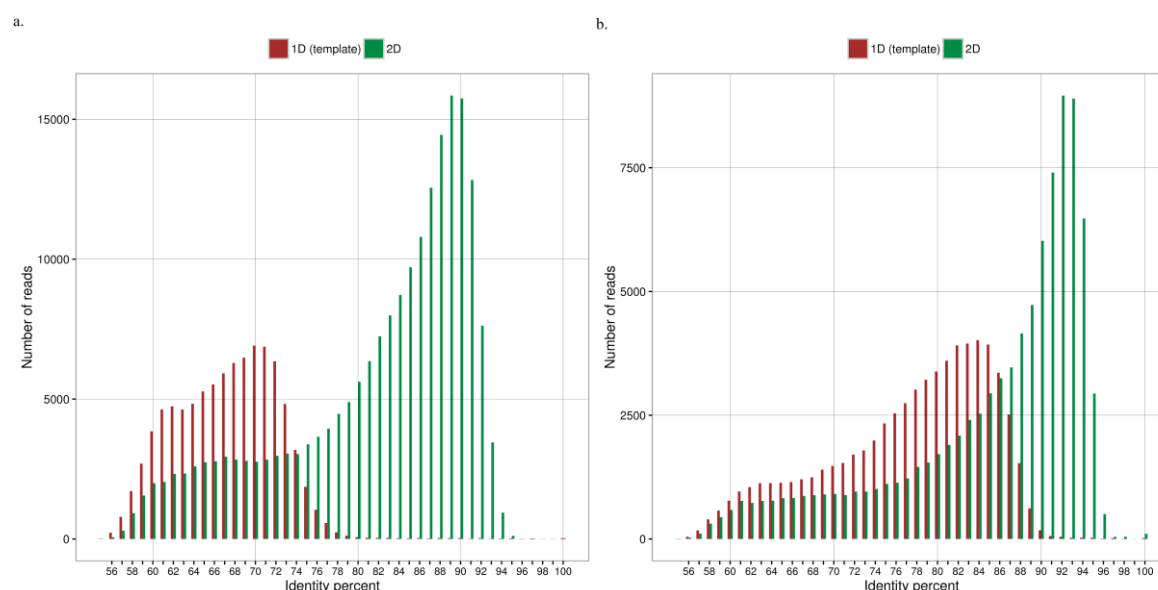 a.
1D (template) 2D
Number of reads
15000
10000
5000
0
56 58 60 62 64 66 68 70 72 74 76 78 80 82 84 86 88 90 92 94 96 98 100
Identity percent
b.
1D (template) 2D
Number of reads
7500
5000
2500
0
56 58 60 62 64 66 68 70 72 74 76 78 80 82 84 86 88 90 92 94 96 98 100
Identity percent